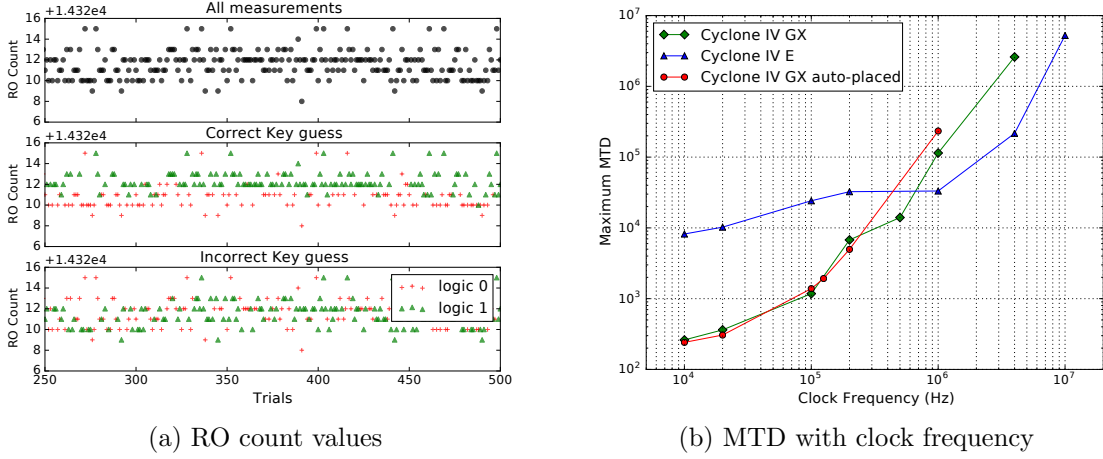 All measurements
+1.432e4
RO Count
16
14
12
10
8
6
Correct Key guess
+1.432e4
RO Count
16
14
12
10
8
6
Incorrect Key guess
+1.432e4
RO Count
16
14
12
10
8
6
logic 0
logic 1
250
300
350
400
450
500
Trials
(a) RO count values
Cyclone IV GX
Cyclone IV E
Cyclone IV GX auto-placed
Maximum MTD
10^7
10^6
10^5
10^4
10^3
10^2
10^4
10^5
10^6
10^7
Clock Frequency (Hz)
(b) MTD with clock frequency